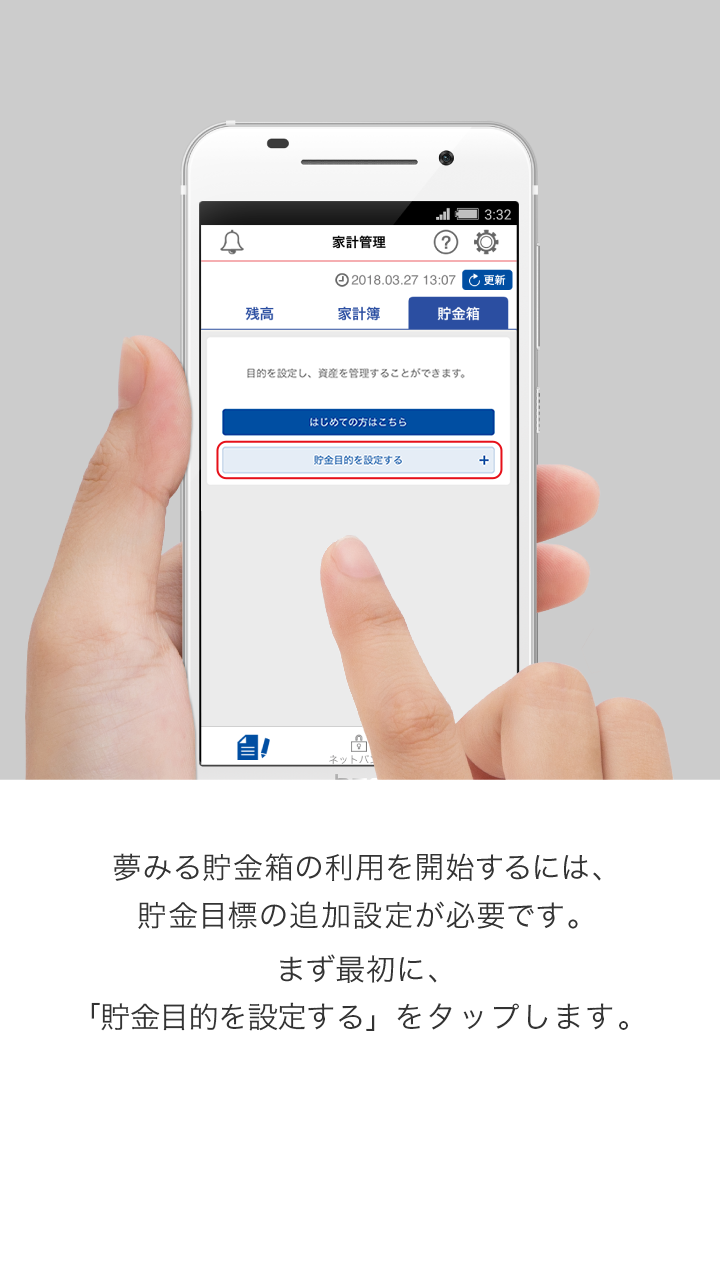 3:32
家計管理
?
2018.03.27 13:07 更新
残高 家計簿 貯金箱
目的を設定し、資産を管理することができます。
はじめての方はこちら
貯金目的を設定する +
夢みる貯金箱の利用を開始するには、
貯金目標の追加設定が必要です。
まず最初に、
「貯金目的を設定する」をタップします。